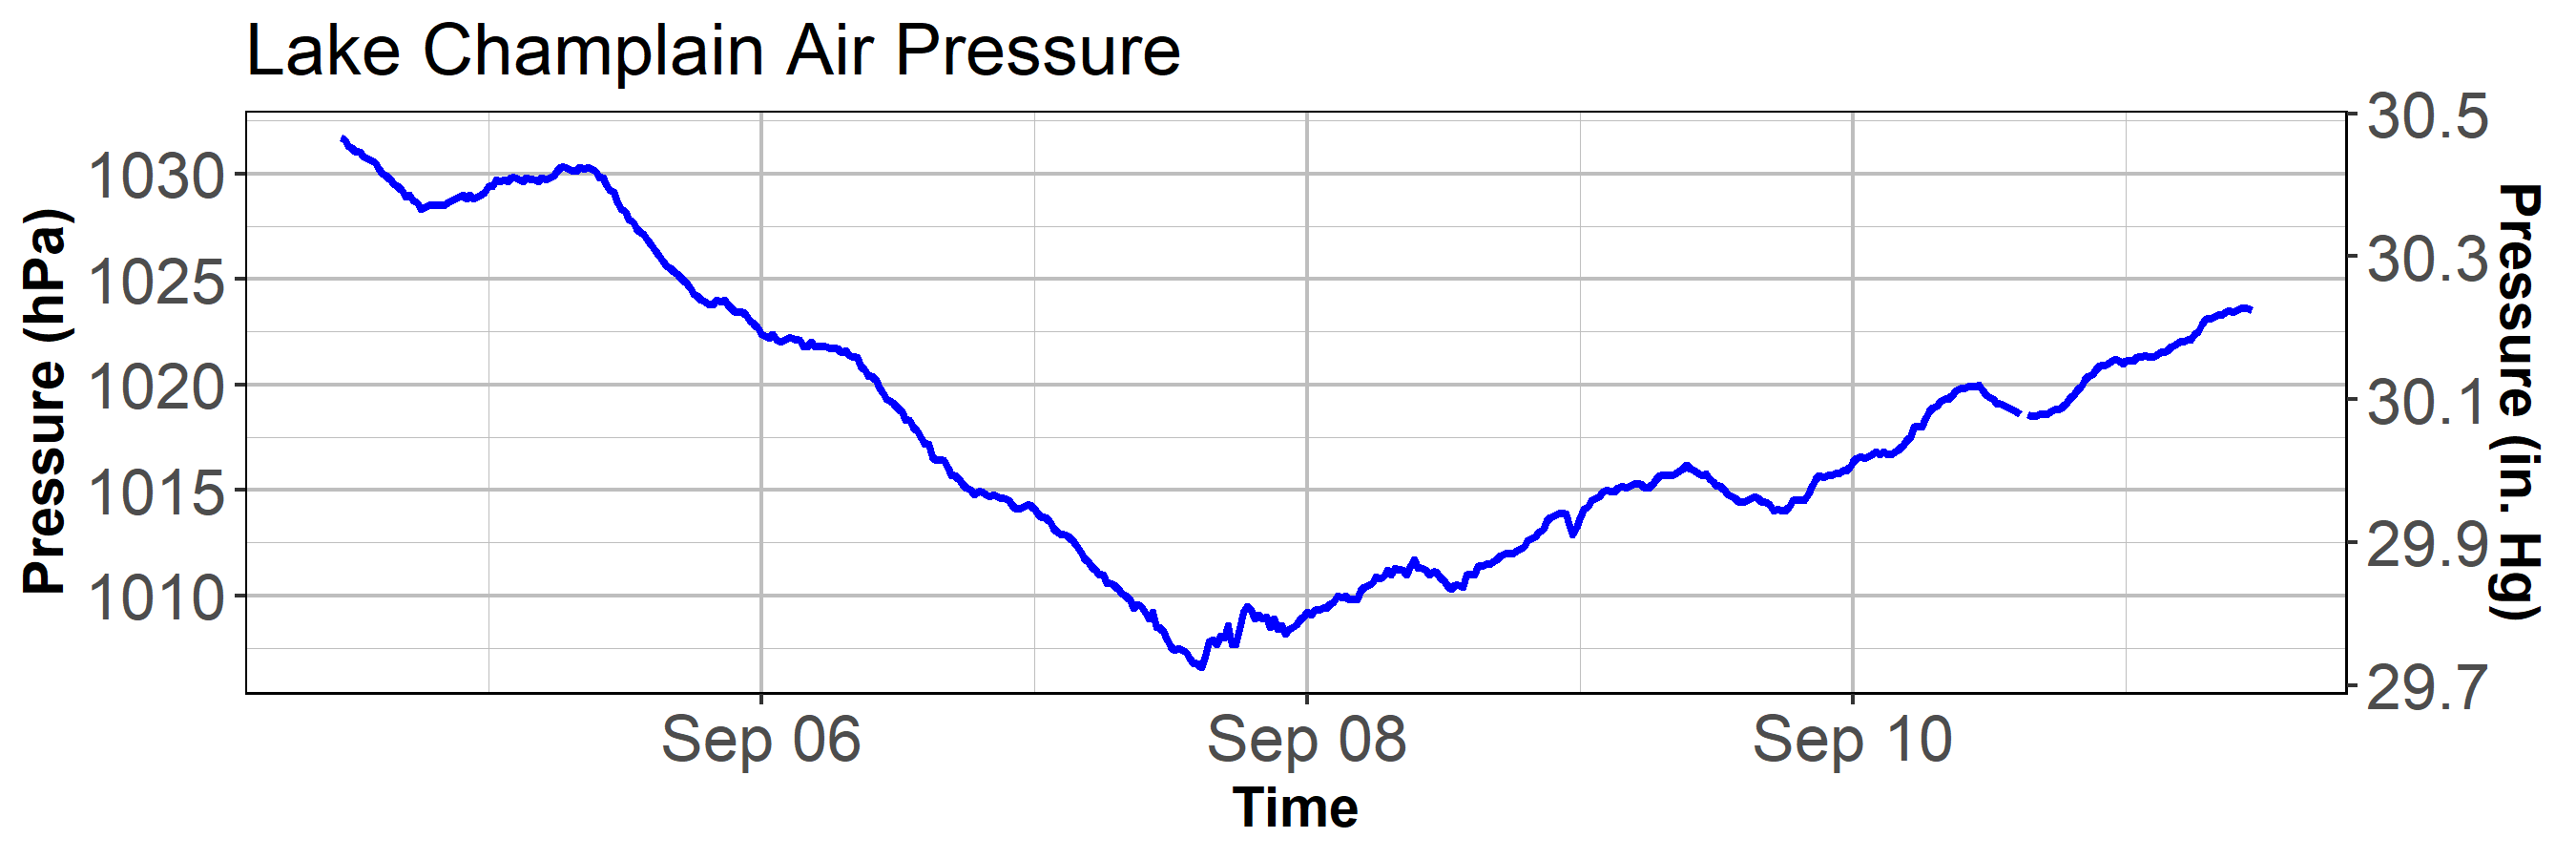 Lake Champlain Air Pressure
Pressure (hPa)
1030
1025
1020
1015
1010
30.5
30.3
30.1
29.9
29.7
Pressure (in. Hg)
Sep 06 Sep 08 Sep 10
Time